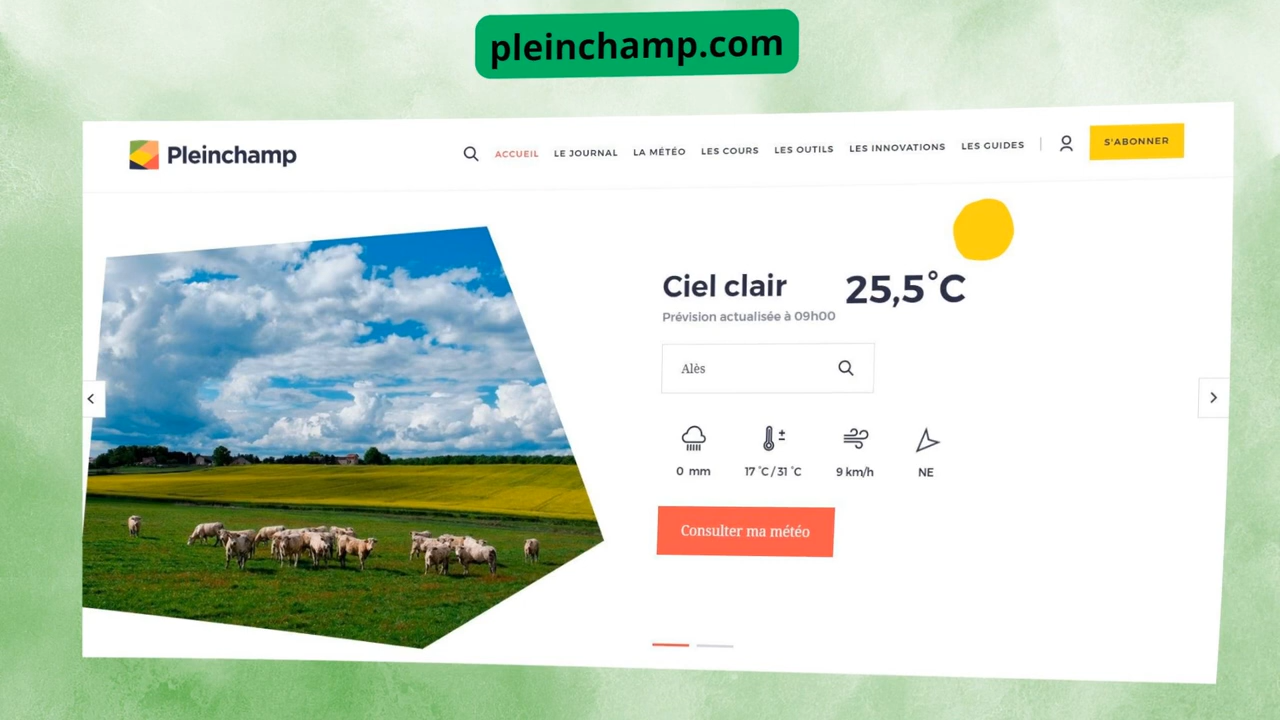 pleinchamp.com
Pleinchamp
ACCUEIL LE JOURNAL LA MÉTÉO LES COURS LES OUTILS LES INNOVATIONS LES GUIDES | S'ABONNER
Ciel clair 25,5°C
Prévision actualisée à 09h00
Alès
0 mm 17 °C / 31 °C 9 km/h NE
Consulter ma météo